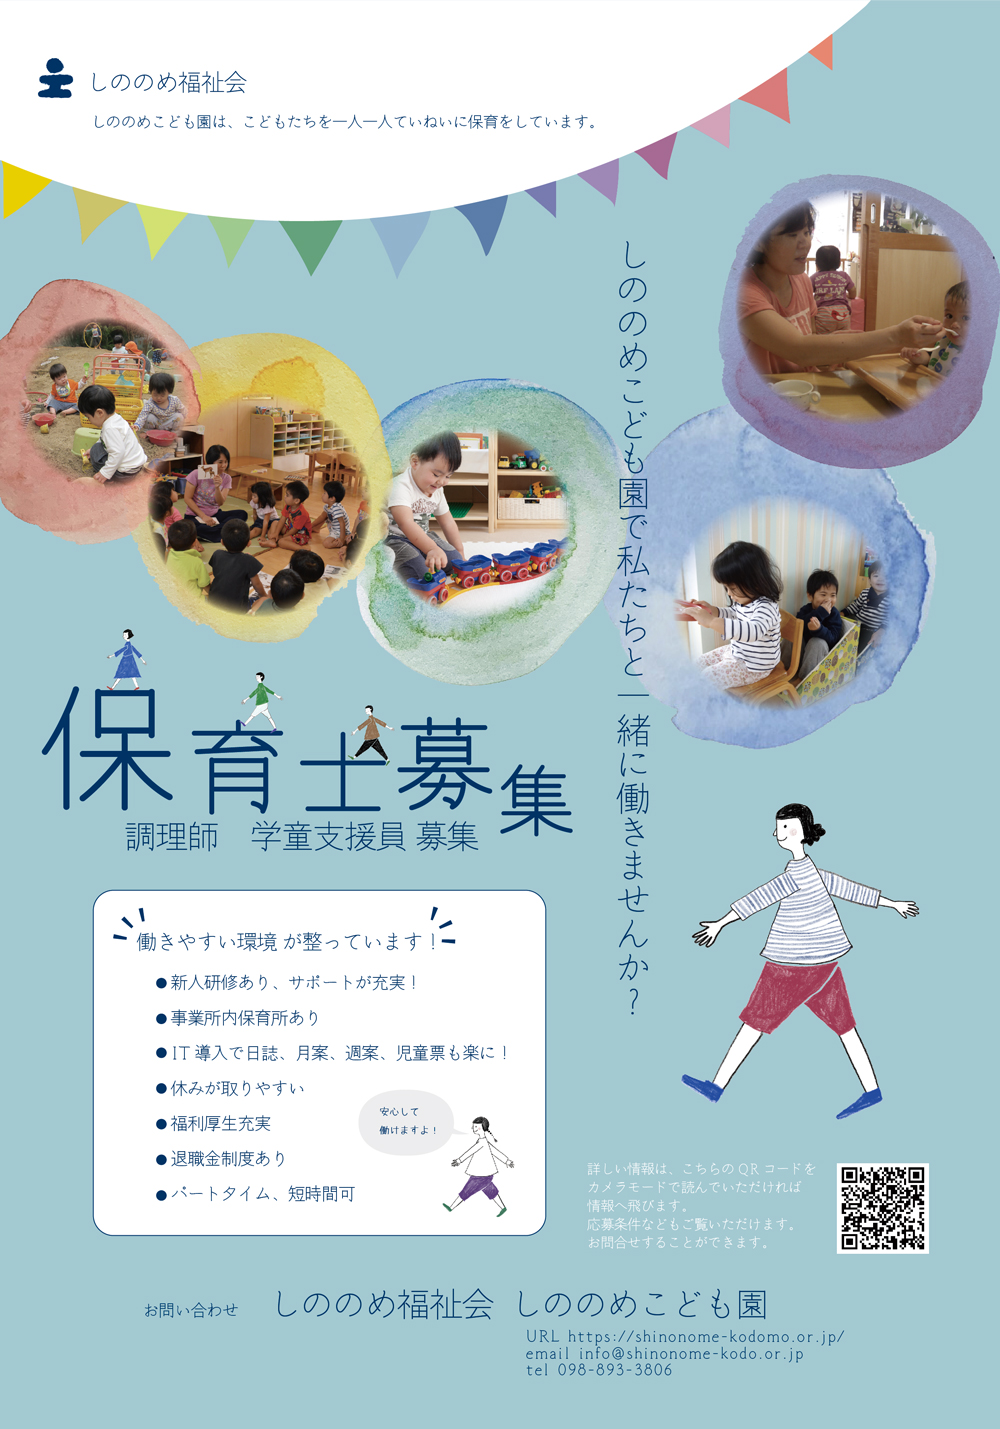 しののめ福祉会
しののめこども園は、こどもたちを一人一人ていねいに保育をしています。
しののめこども園で私たちと一緒に働きませんか？
保育士募集
調理師　学童支援員 募集
働きやすい環境 が整っています！
●新人研修あり、サポートが充実！
●事業所内保育所あり
●IT 導入で日誌、月案、週案、児童票も楽に！
●休みが取りやすい
●福利厚生充実
●退職金制度あり
●パートタイム、短時間可
安心して
働けますよ！
詳しい情報は、こちらの QR コードを
カメラモードで読んでいただければ
情報へ飛びます。
応募条件などもご覧いただけます。
お問合せすることができます。
お問い合わせ　しののめ福祉会　しののめこども園
URL https://shinonome-kodomo.or.jp/
email info@shinonome-kodo.or.jp
tel 098-893-3806